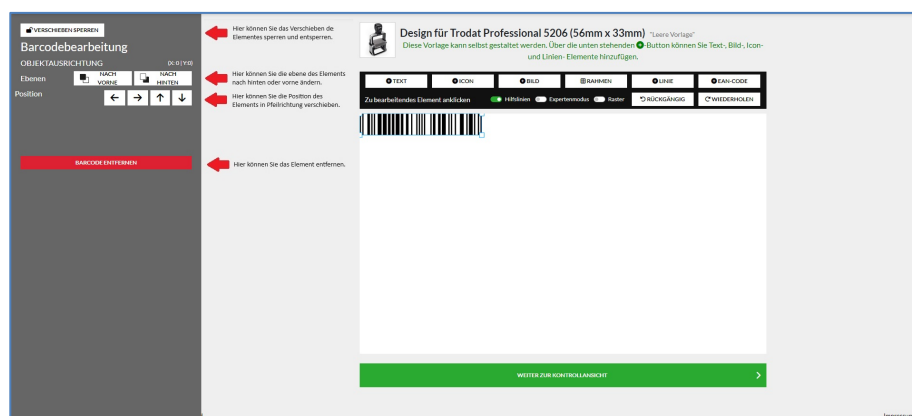 VERSCHIEBEN SPERREN
Barcodebearbeitung
OBJEKTAUSRICHTUNG (X: 0 | Y:0)
Ebenen NACH VORNE NACH HINTEN
Position
BARCODE ENTFERNEN
Hier können Sie das Verschieben de
Elementes sperren und entsperren.
Hier können Sie die ebene des Elements
nach hinten oder vorne ändern.
Hier können Sie die Position des
Elements in Pfeilrichtung verschieben.
Hier können Sie das Element entfernen.
Design für Trodat Professional 5206 (56mm x 33mm) "Leere Vorlage"
Diese Vorlage kann selbst gestaltet werden. Über die unten stehenden -Button können Sie Text-, Bild-, Icon-
und Linien- Elemente hinzufügen.
TEXT ICON BILD RAHMEN LINIE EAN-CODE
Zu bearbeitendes Element anklicken Hilfslinien Expertenmodus Raster RÜCKGÄNGIG WIEDERHOLEN
WEITER ZUR KONTROLLANSICHT